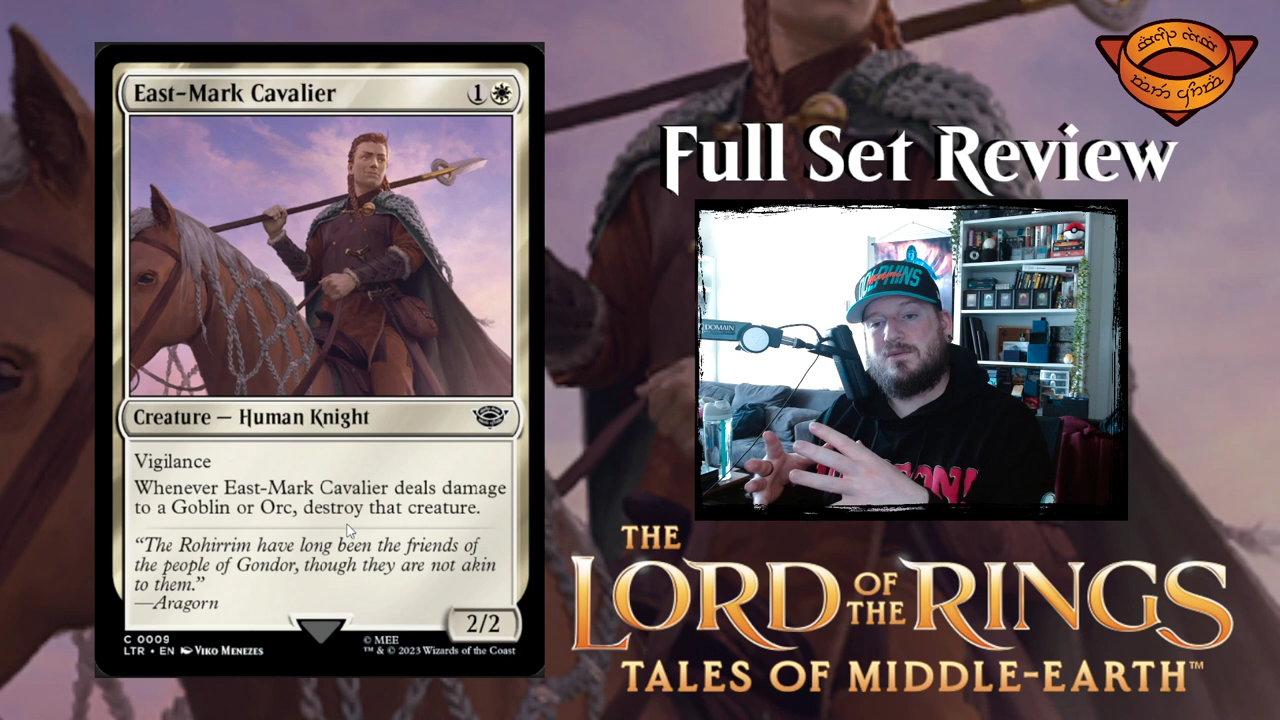 East-Mark Cavalier 1
Creature — Human Knight
Vigilance
Whenever East-Mark Cavalier deals damage
to a Goblin or Orc, destroy that creature.
“The Rohirrim have long been the friends of
the people of Gondor, though they are not akin
to them.”
—Aragorn
2/2
C 0009
LTR • EN VIKO MENEZES
© MEE
™ & © 2023 Wizards of the Coast
Full Set Review
DOLPHINS
DOMAIN
THE
LORD OF THE RINGS
TALES OF MIDDLE-EARTH™